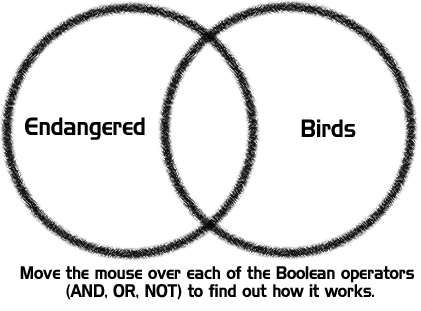 Endangered
Birds
Move the mouse over each of the Boolean operators
(AND, OR, NOT) to find out how it works.